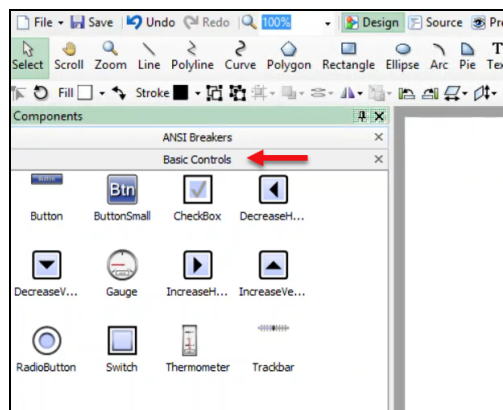 File Save Undo Redo 100% Design Source Pre
Select Scroll Zoom Line Polyline Curve Polygon Rectangle Ellipse Arc Pie Tex
Fill Stroke
Components
ANSI Breakers
Basic Controls
Btn
Button ButtonSmall CheckBox DecreaseH...
DecreaseV... Gauge IncreaseH... IncreaseVe...
RadioButton Switch Thermometer Trackbar